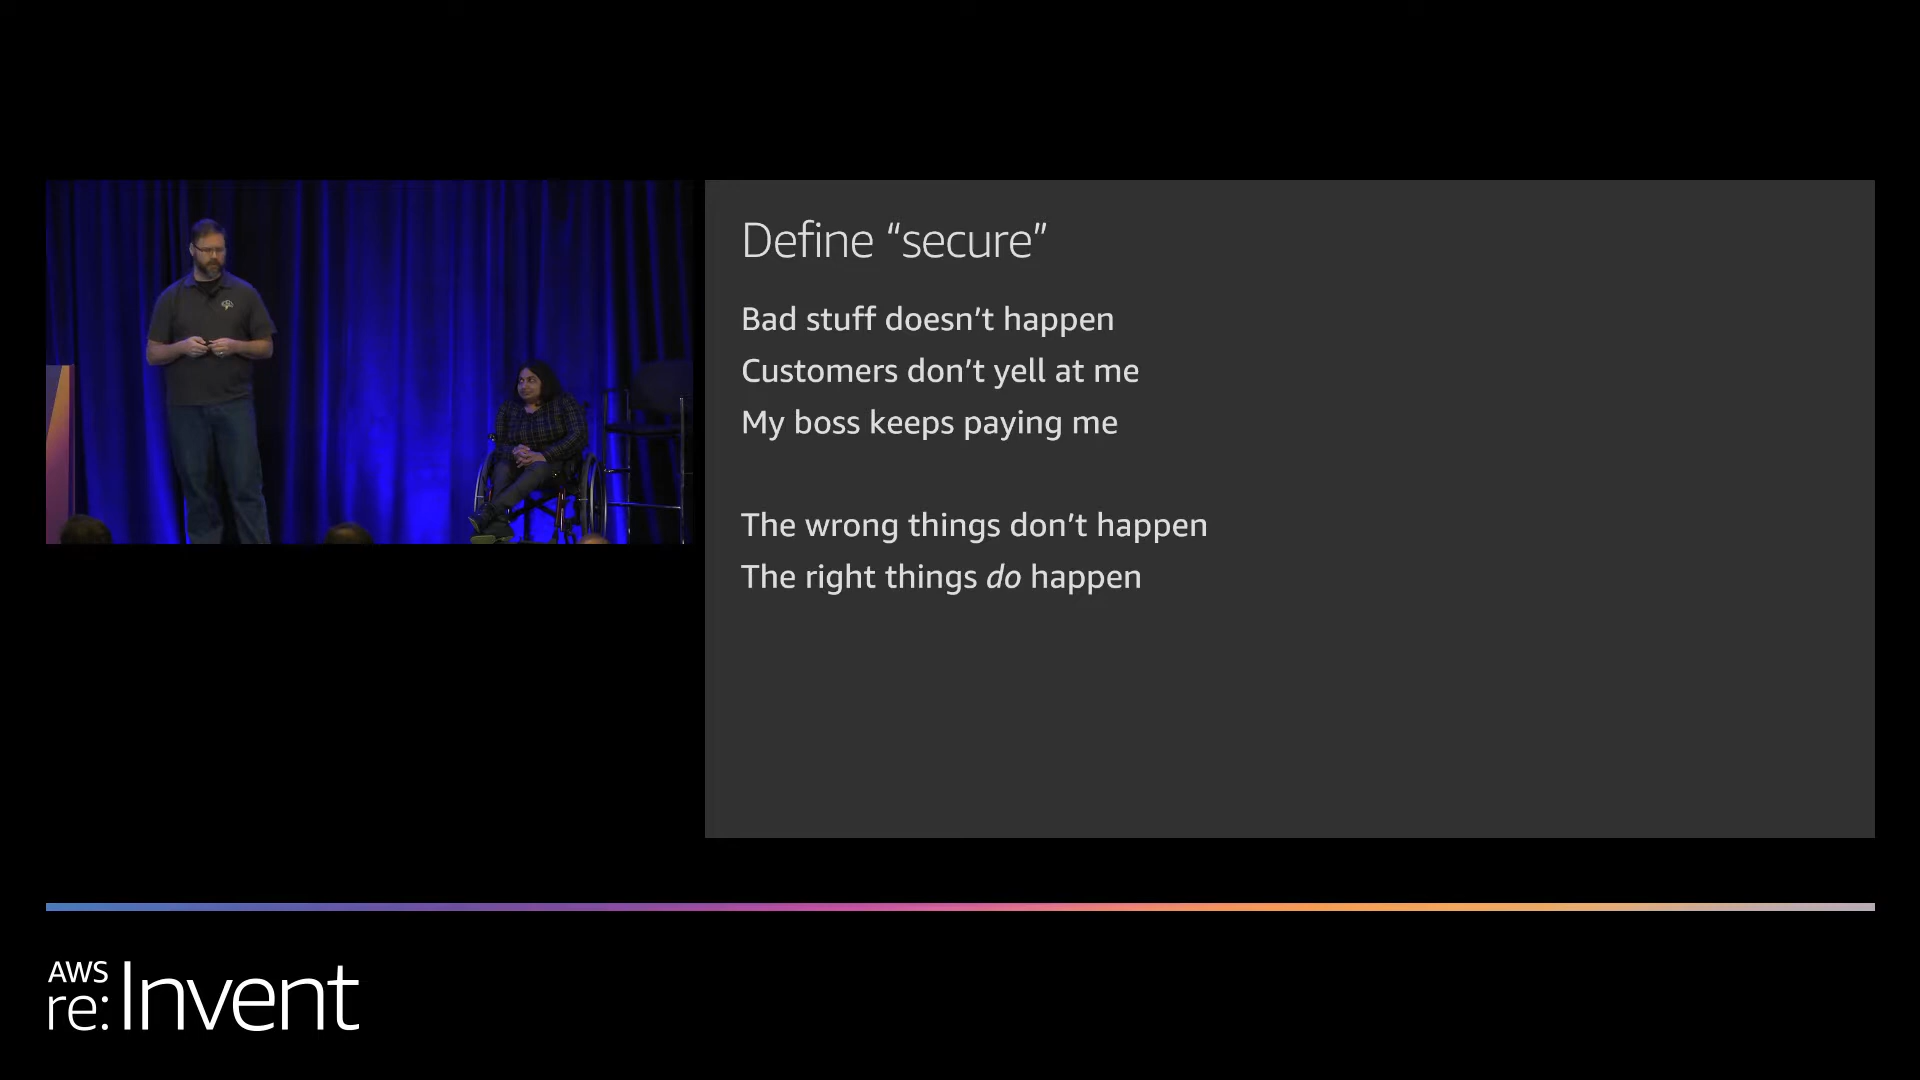 Define “secure”
Bad stuff doesn’t happen
Customers don’t yell at me
My boss keeps paying me
The wrong things don’t happen
The right things do happen
AWS
re:Invent